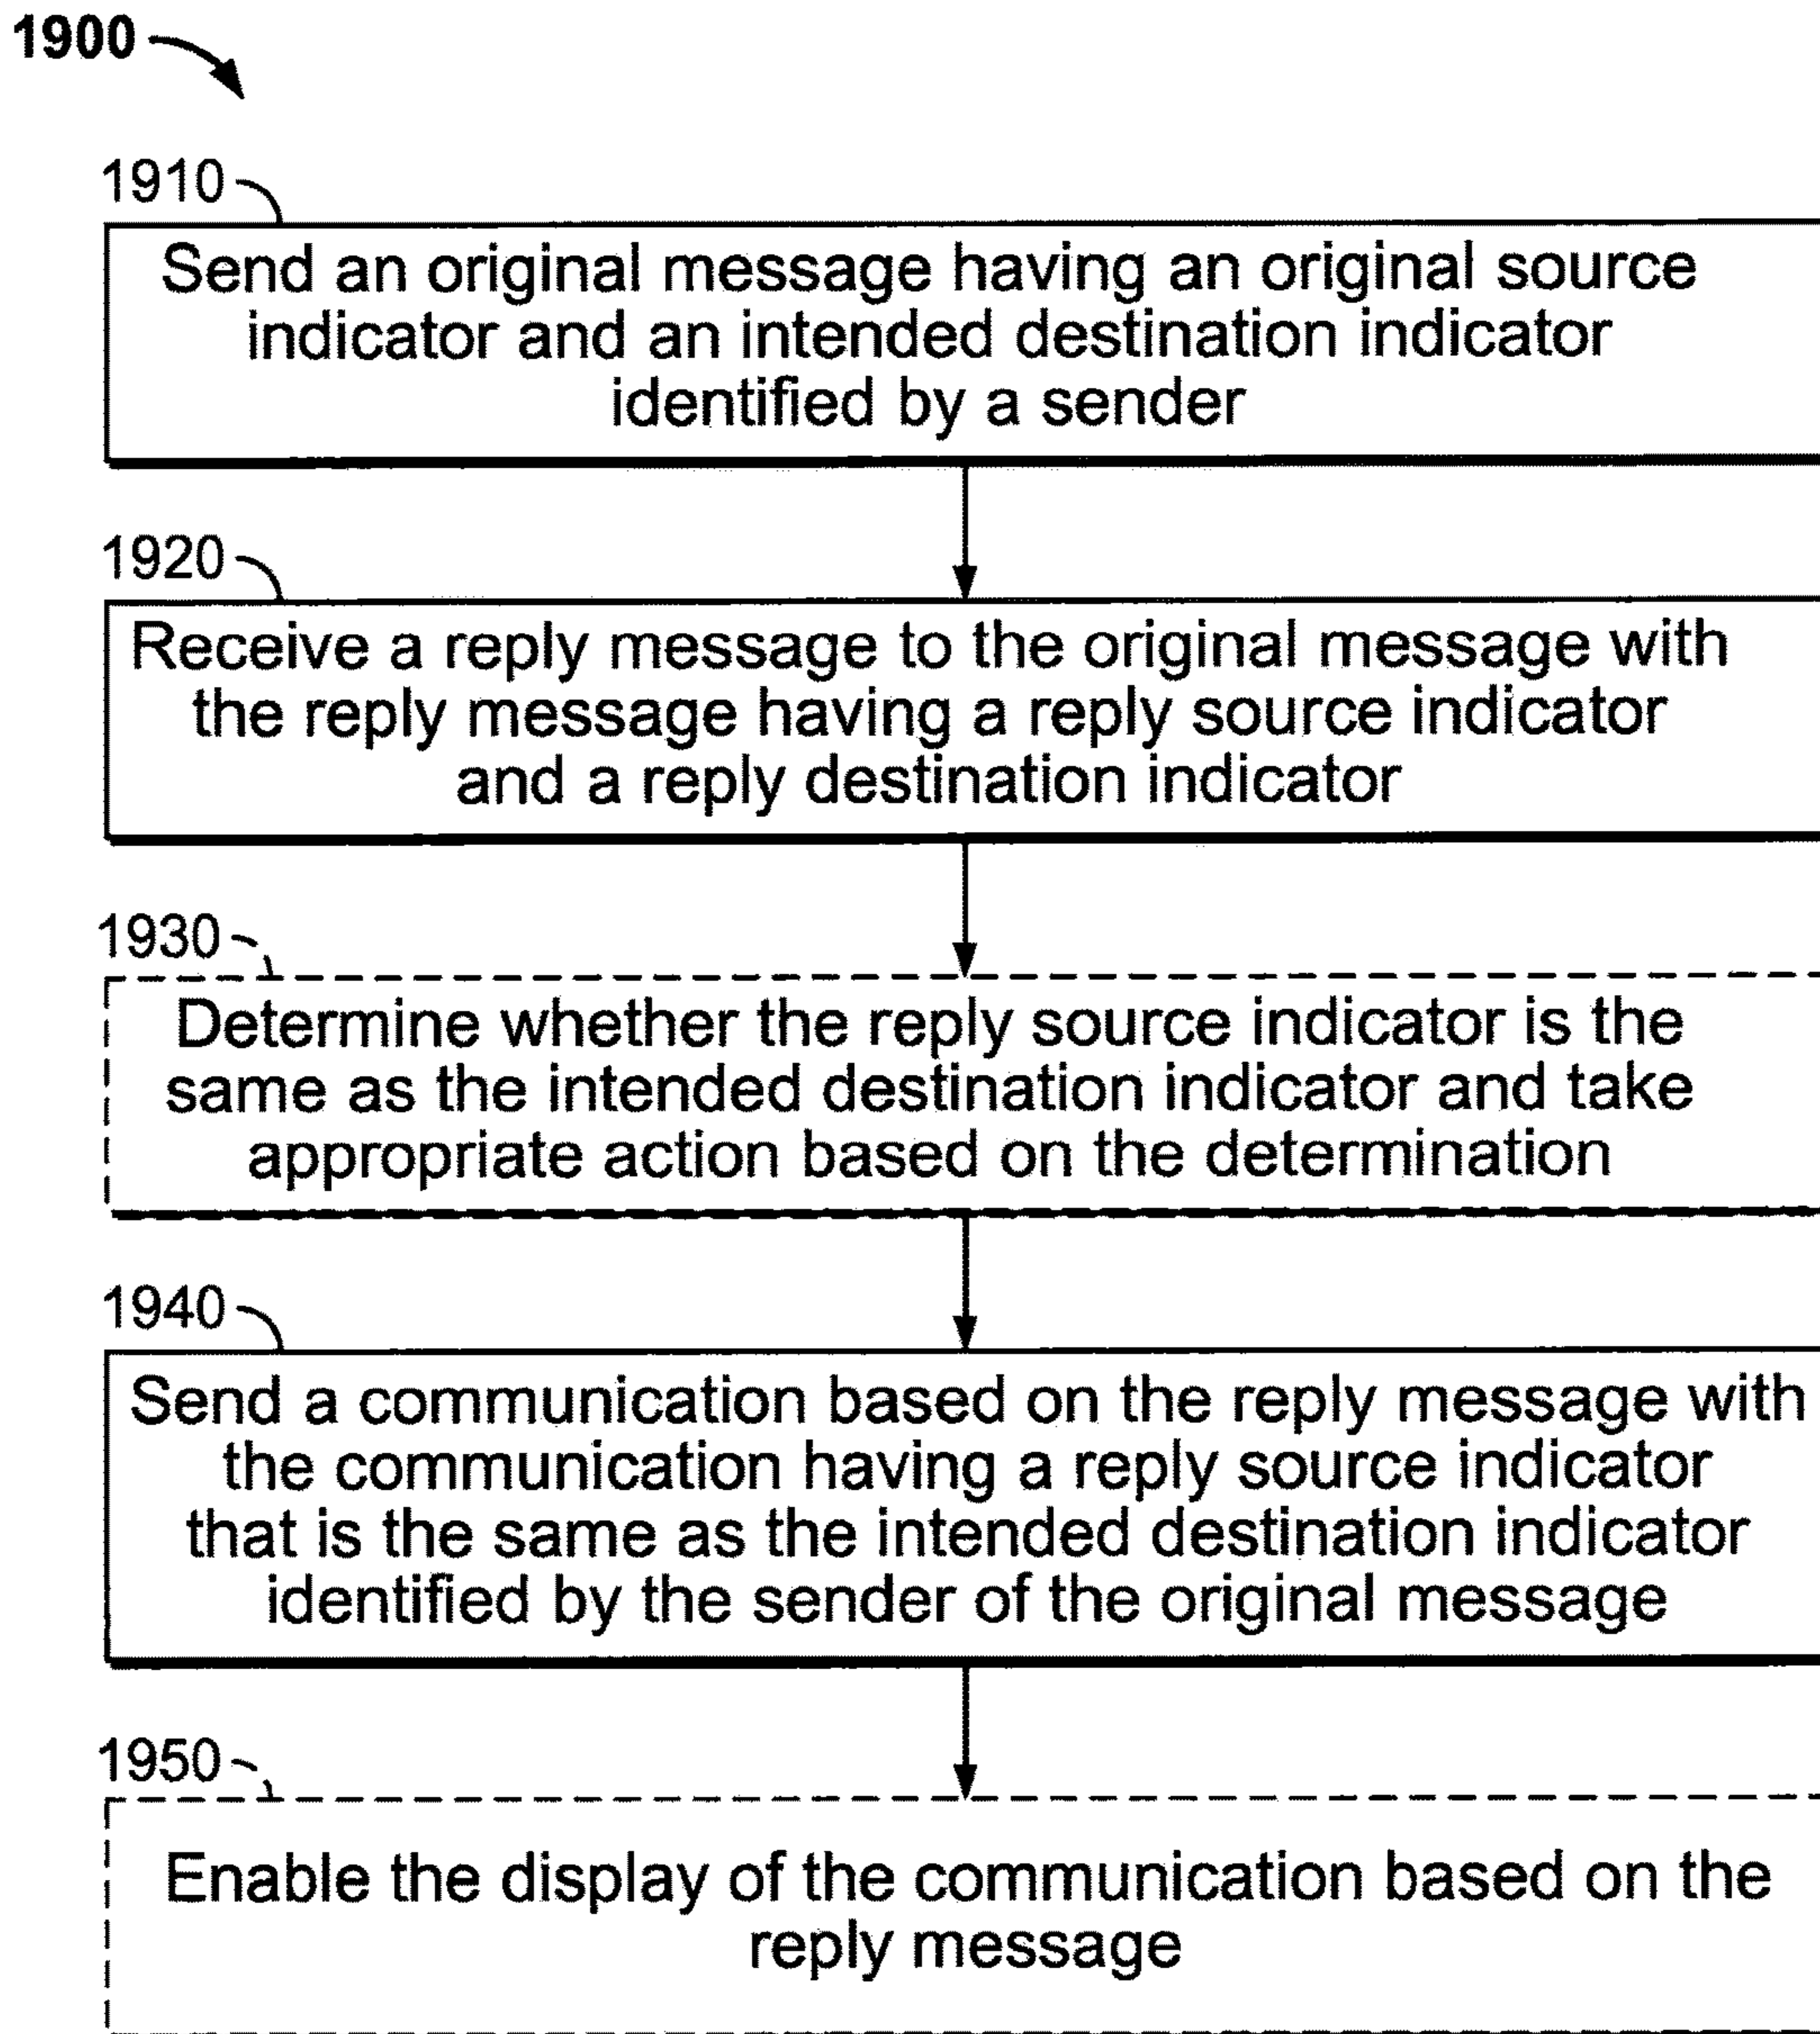 1900
1910
Send an original message having an original source
indicator and an intended destination indicator
identified by a sender
1920
Receive a reply message to the original message with
the reply message having a reply source indicator
and a reply destination indicator
1930
Determine whether the reply source indicator is the
same as the intended destination indicator and take
appropriate action based on the determination
1940
Send a communication based on the reply message with
the communication having a reply source indicator
that is the same as the intended destination indicator
identified by the sender of the original message
1950
Enable the display of the communication based on the
reply message